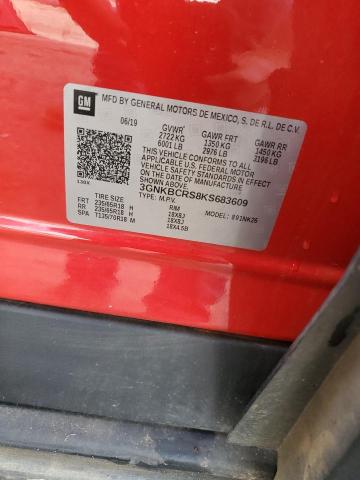 GM
MFD BY GENERAL MOTORS DE MEXICO, S. DE R.L. DE C.V.
06/19 GVWR GAWR FRT GAWR RR
2722 KG 1350 KG 1450 KG
6001 LB 2976 LB 3196 LB
THIS VEHICLE CONFORMS TO ALL
APPLICABLE U.S. FEDERAL MOTOR
VEHICLE SAFETY STANDARDS IN
EFFECT ON THE DATE OF
MANUFACTURE SHOWN ABOVE.
3GNKBCRS8KS683609
TYPE: M.P.V. MODEL: 891NK26
TIRE SIZE RIM
FRT 235/65R18 H 18X8J
RR 235/65R18 H 18X8J
SPA T135/70R18 M 18X4.5B